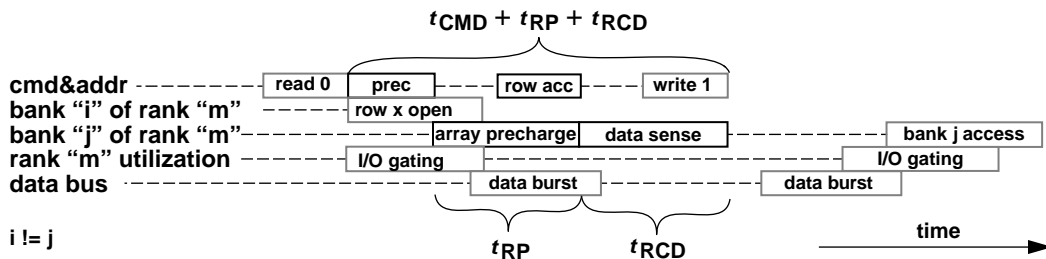 tCMD + tRP + tRCD
cmd&addr read 0 prec row acc write 1
bank “i” of rank “m” row x open
bank “j” of rank “m” array precharge data sense bank j access
rank “m” utilization I/O gating I/O gating
data bus data burst data burst
i != j tRP tRCD time